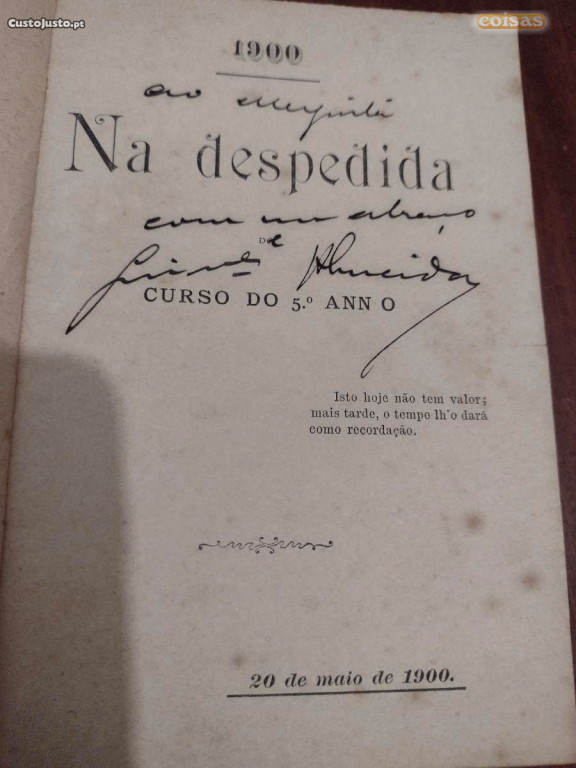 CustoJusto.pt
coisas
1900
ao
Na despedida
com um abraço
de
DO
Almeida
CURSO DO 5.º ANNO
Isto hoje não tem valor;
mais tarde, o tempo lh'o dará
como recordação.
20 de maio de 1900.